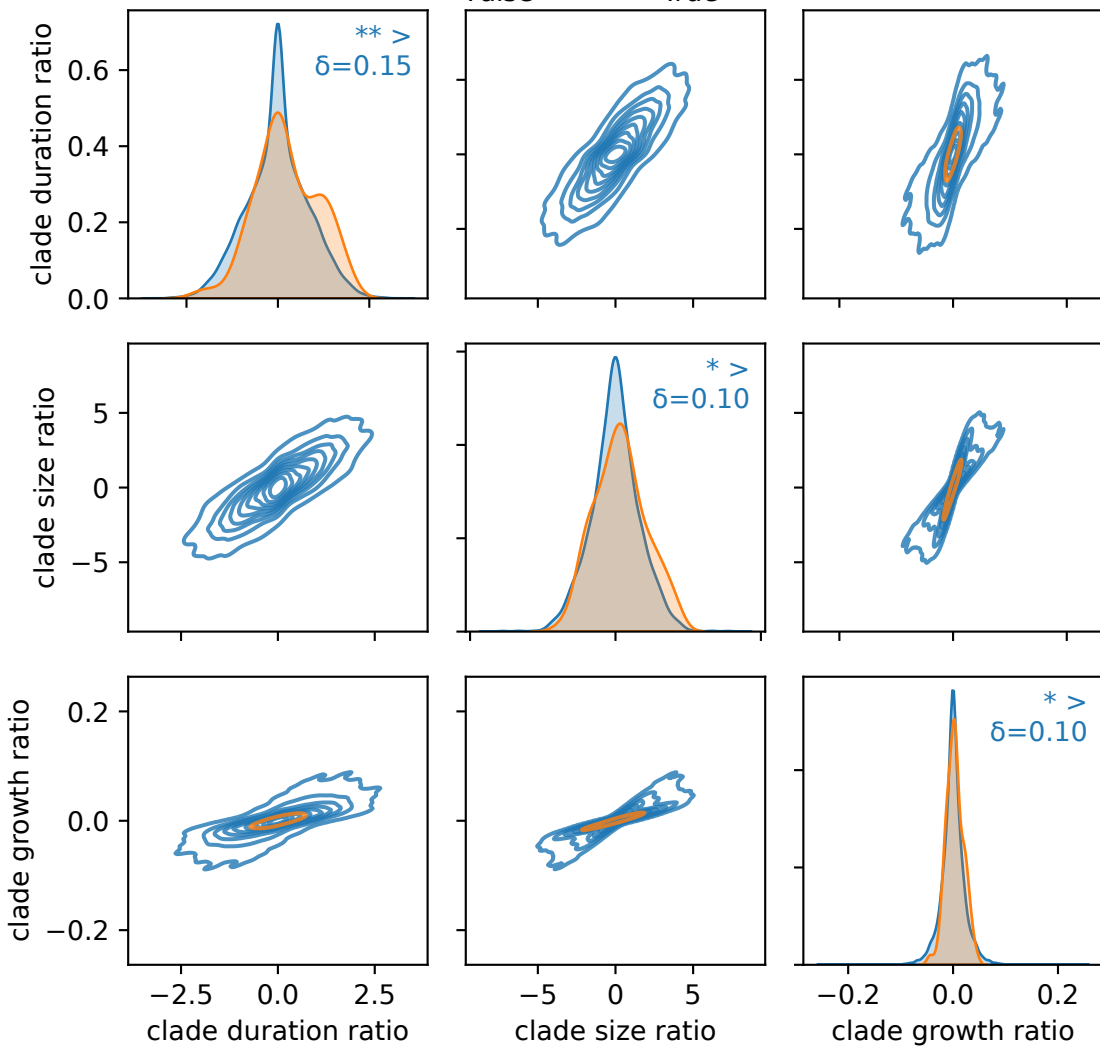 clade duration ratio
0.6
0.4
0.2
0.0
** >
δ=0.15
clade size ratio
5
0
−5
* >
δ=0.10
clade growth ratio
0.2
0.0
−0.2
* >
δ=0.10
−2.5 0.0 2.5
−5 0 5
−0.2 0.0 0.2
clade duration ratio
clade size ratio
clade growth ratio